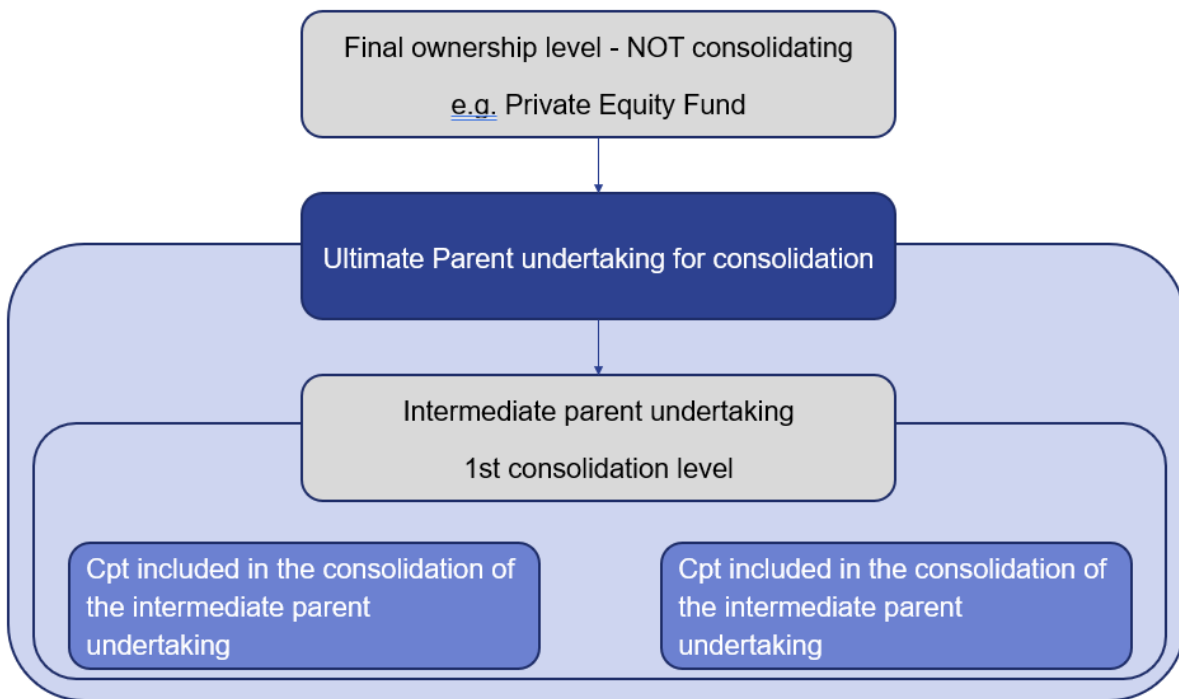 Final ownership level - NOT consolidating
e.g. Private Equity Fund
Ultimate Parent undertaking for consolidation
Intermediate parent undertaking
1st consolidation level
Cpt included in the consolidation of
the intermediate parent
undertaking
Cpt included in the consolidation of
the intermediate parent
undertaking